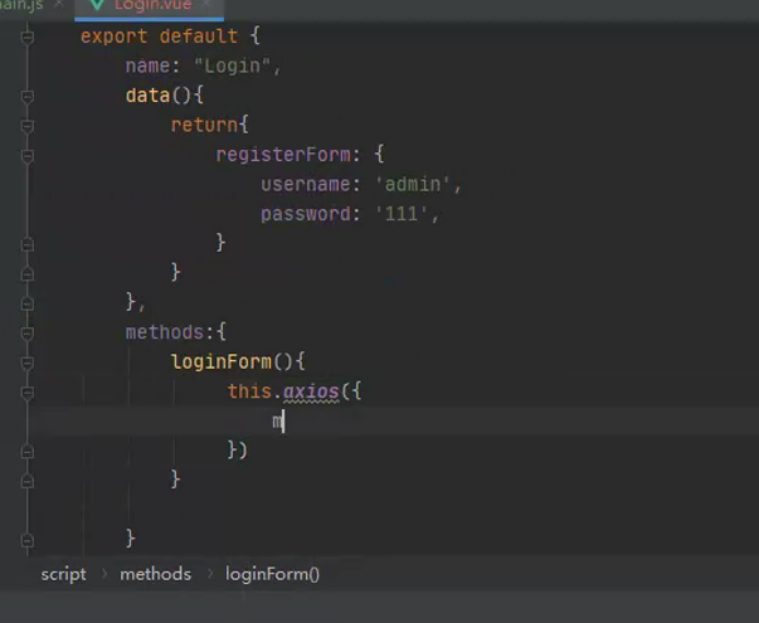 ain.js × Login.vue ×
export default {
name: "Login",
data(){
return{
registerForm: {
username: 'admin',
password: '111',
}
}
},
methods:{
loginForm(){
this.axios({
m
})
}
}
script › methods › loginForm()